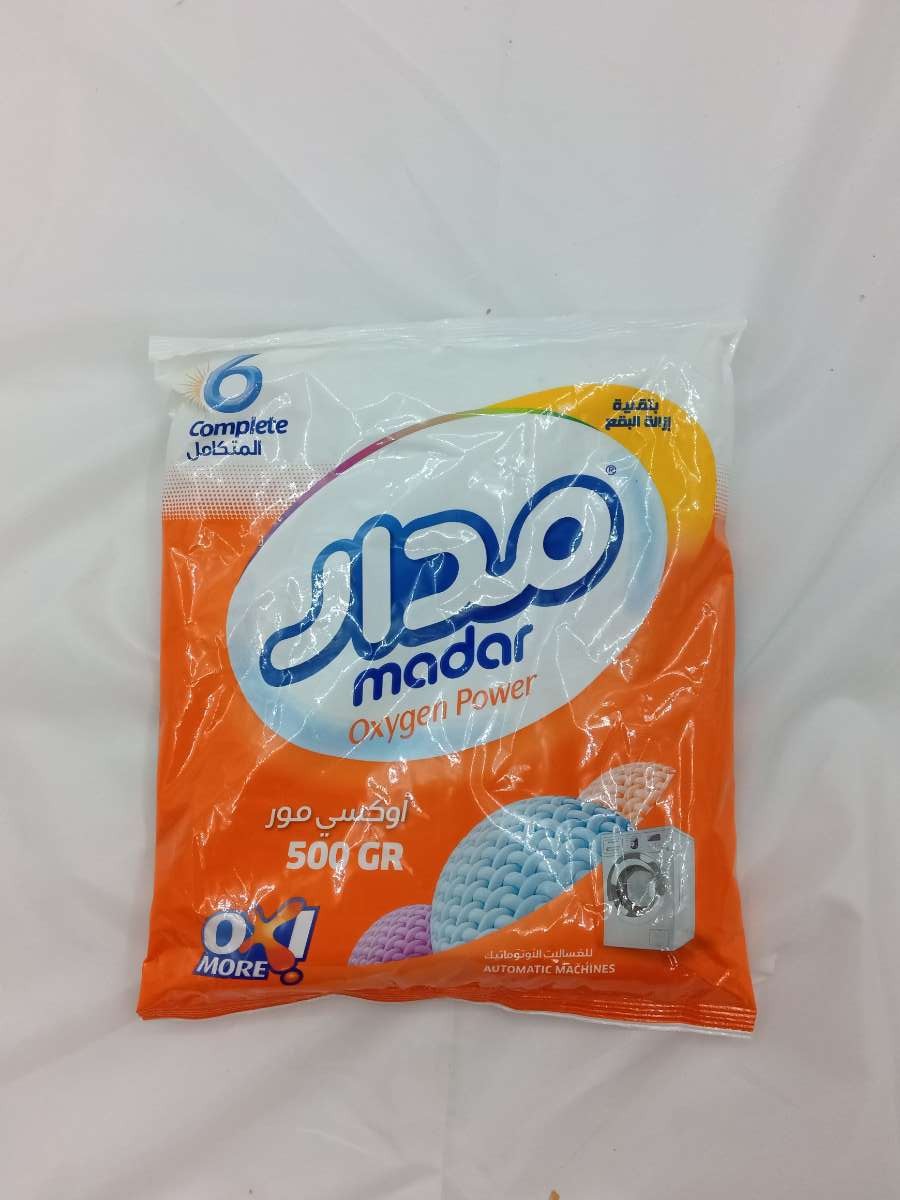 6
Complete
المتكامل
بتقنية
إزالة البقع
مدار
®
madar
Oxygen Power
اوكسي مور
500 GR
OXI
MORE
للغسالات الأوتوماتيك
AUTOMATIC MACHINES